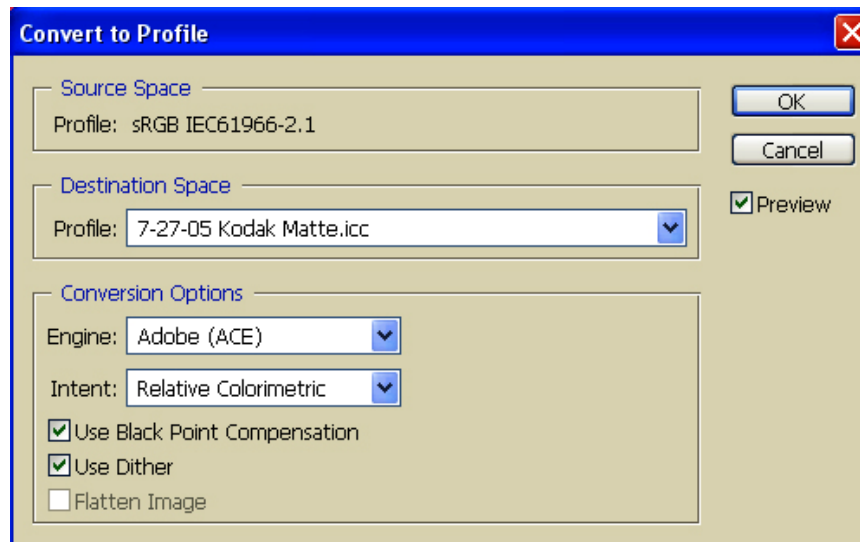 Convert to Profile
Source Space
Profile: sRGB IEC61966-2.1
Destination Space
Profile: 7-27-05 Kodak Matte.icc
Conversion Options
Engine: Adobe (ACE)
Intent: Relative Colorimetric
Use Black Point Compensation
Use Dither
Flatten Image
OK
Cancel
Preview